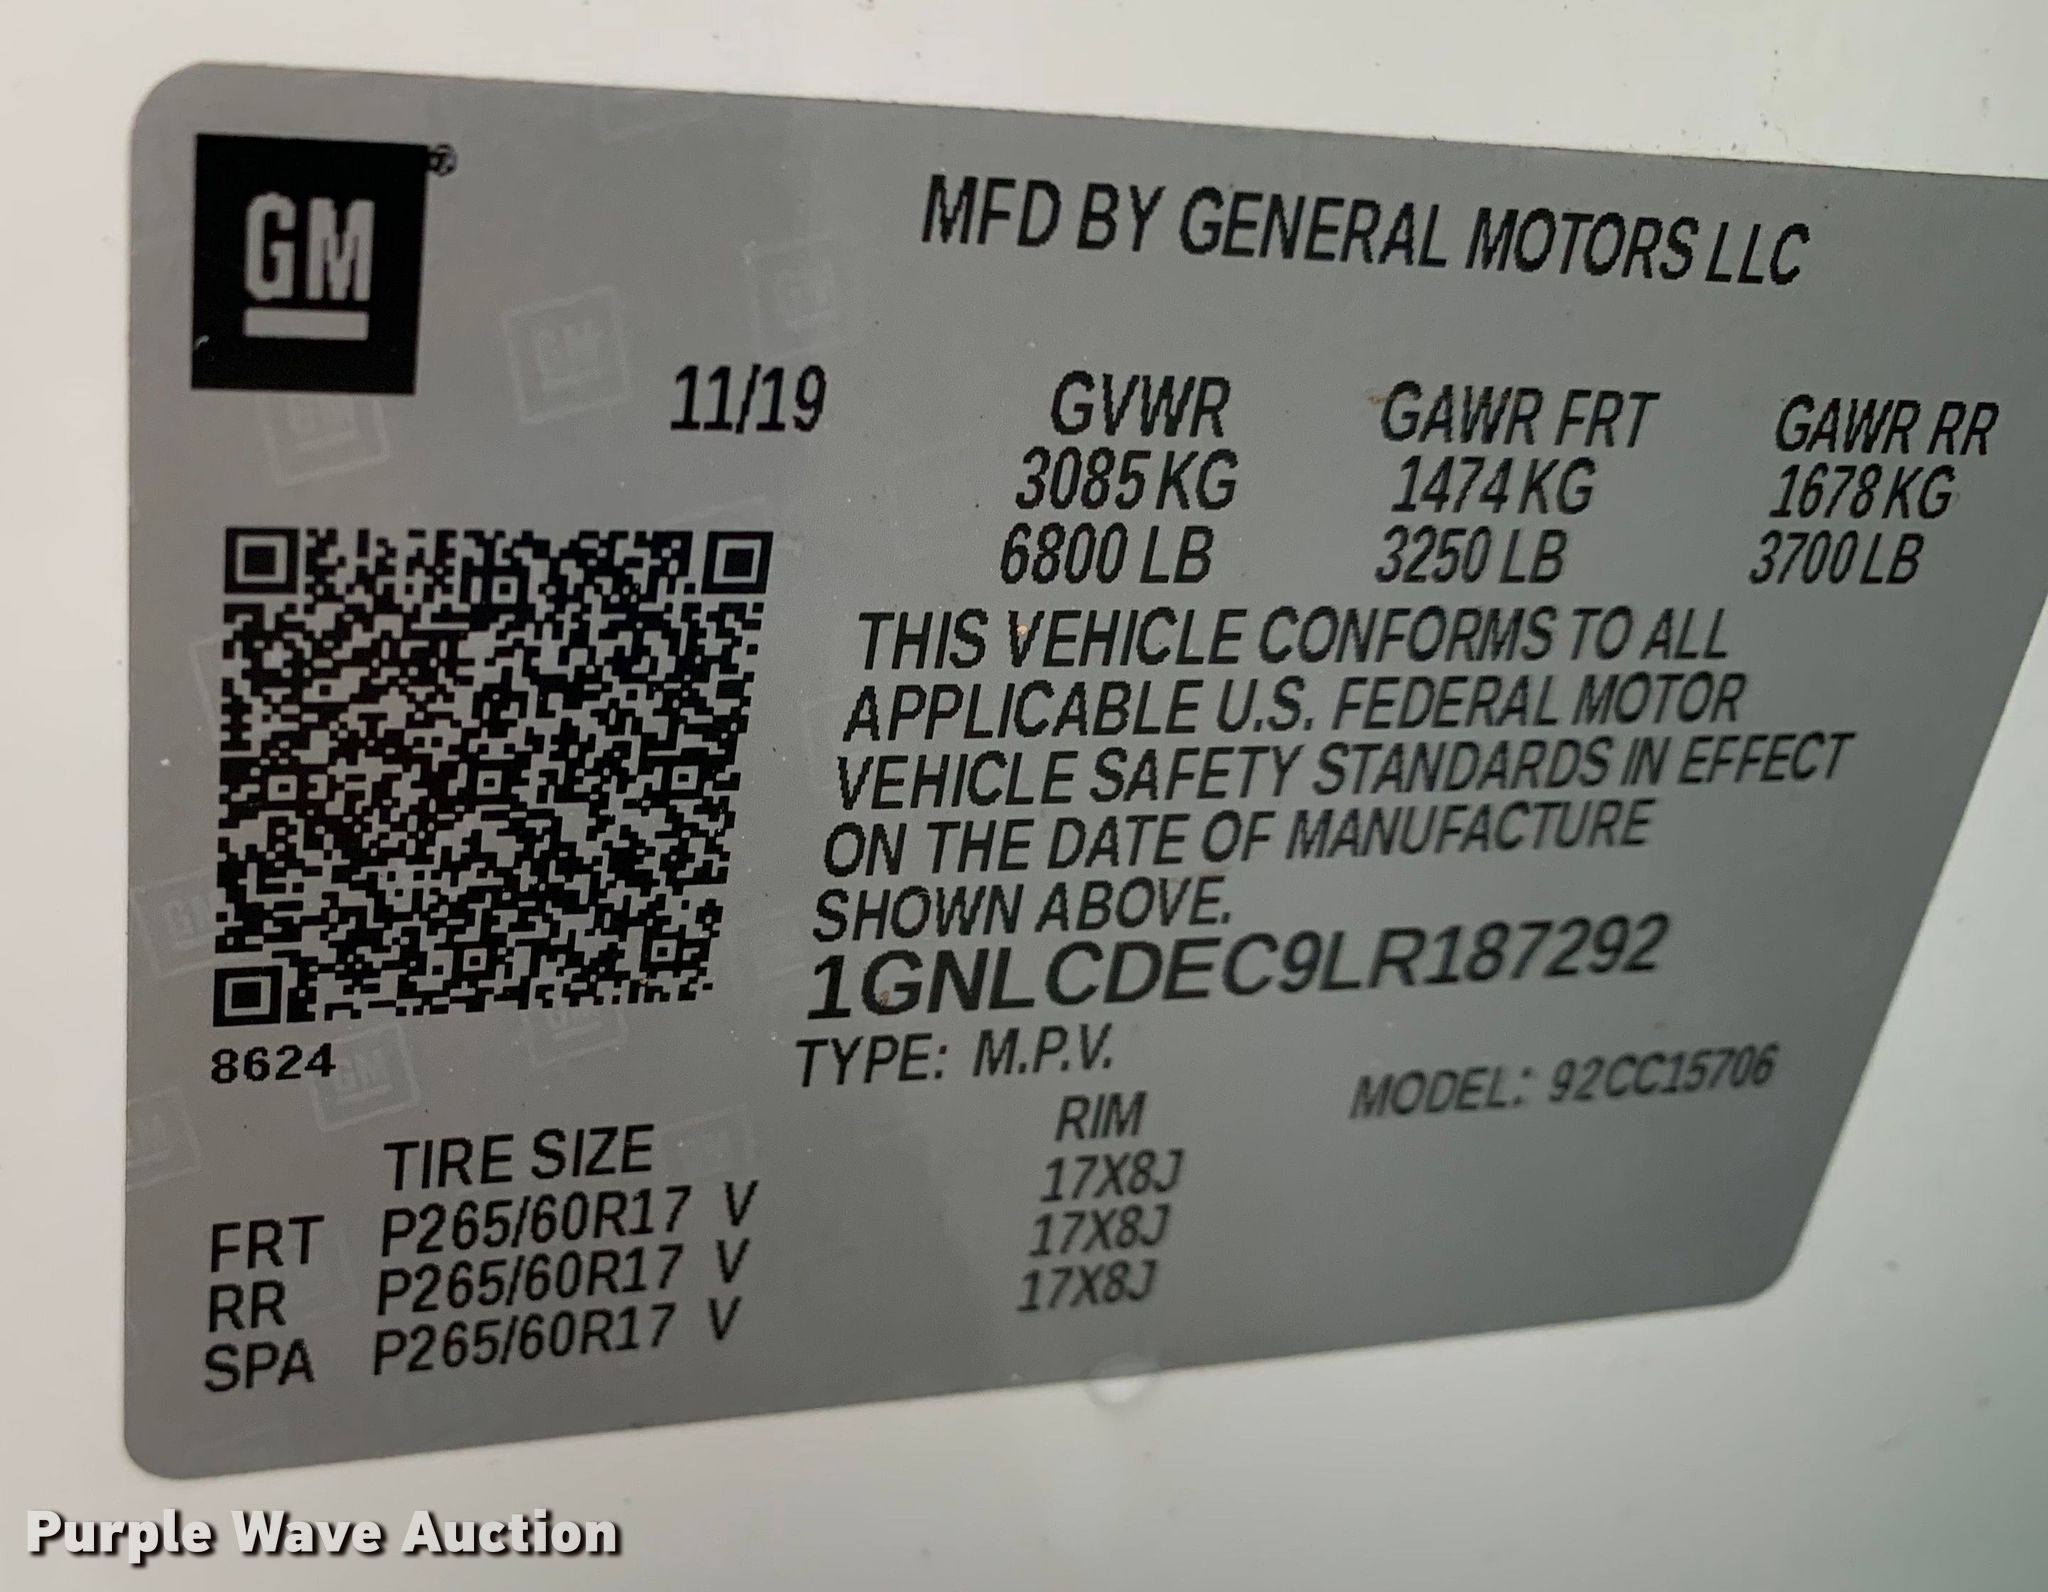 GM®
MFD BY GENERAL MOTORS LLC
11/19 GVWR GAWR FRT GAWR RR
3085 KG 1474 KG 1678 KG
6800 LB 3250 LB 3700 LB
THIS VEHICLE CONFORMS TO ALL
APPLICABLE U.S. FEDERAL MOTOR
VEHICLE SAFETY STANDARDS IN EFFECT
ON THE DATE OF MANUFACTURE
SHOWN ABOVE.
1GNLCDEC9LR187292
8624
TYPE: M.P.V. MODEL: 92CC15706
TIRE SIZE RIM
FRT P265/60R17 V 17X8J
RR P265/60R17 V 17X8J
SPA P265/60R17 V 17X8J
Purple Wave Auction